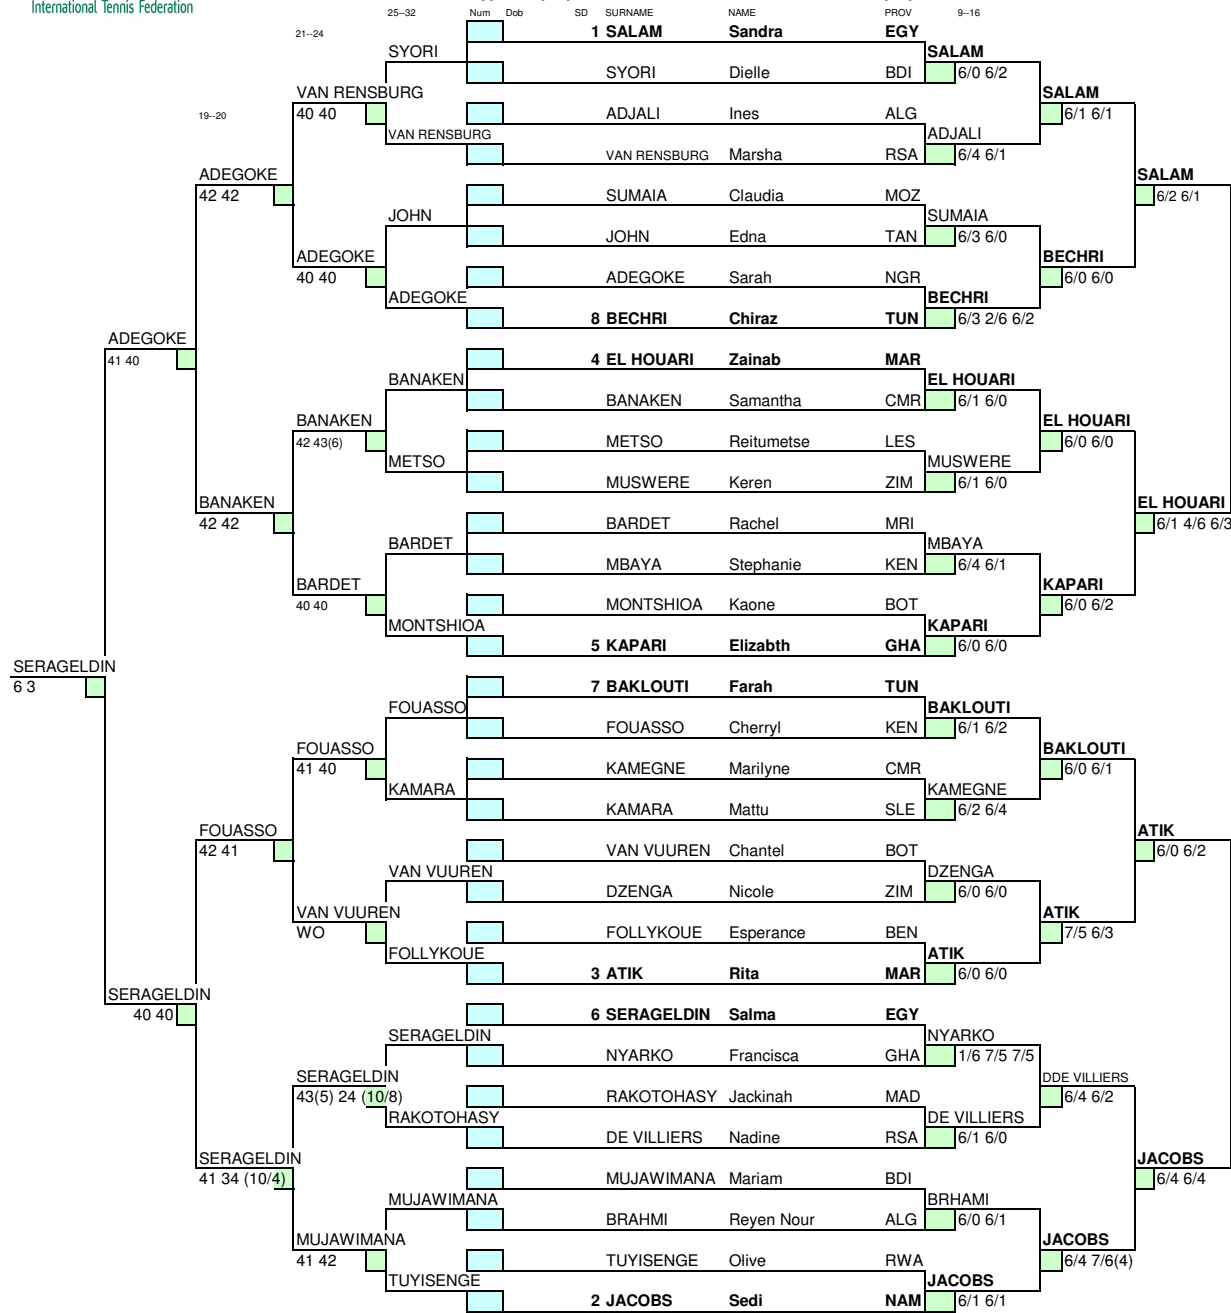 International Tennis Federation
25--32 Num Dob SD SURNAME NAME PROV 9--16
21--24 1 SALAM Sandra EGY
SYORI SALAM
SYORI Dielle BDI 6/0 6/2
VAN RENSBURG SALAM
19--20 40 40 ADJALI Ines ALG 6/1 6/1
VAN RENSBURG ADJALI
VAN RENSBURG Marsha RSA 6/4 6/1
ADEGOKE SALAM
42 42 SUMAIA Claudia MOZ 6/2 6/1
JOHN SUMAIA
JOHN Edna TAN 6/3 6/0
ADEGOKE BECHRI
40 40 ADEGOKE Sarah NGR 6/0 6/0
ADEGOKE BECHRI
8 BECHRI Chiraz TUN 6/3 2/6 6/2
ADEGOKE
41 40 4 EL HOUARI Zainab MAR
BANAKEN EL HOUARI
BANAKEN Samantha CMR 6/1 6/0
BANAKEN EL HOUARI
42 43(6) METSO Reitumetse LES 6/0 6/0
METSO MUSWERE
MUSWERE Keren ZIM 6/1 6/0
BANAKEN EL HOUARI
42 42 BARDET Rachel MRI 6/1 4/6 6/3
BARDET MBAYA
MBAYA Stephanie KEN 6/4 6/1
BARDET KAPARI
40 40 MONTSHIOA Kaone BOT 6/0 6/2
MONTSHIOA KAPARI
5 KAPARI Elizabth GHA 6/0 6/0
SERAGELDIN
6 3 7 BAKLOUTI Farah TUN
FOUASSO BAKLOUTI
FOUASSO Cherryl KEN 6/1 6/2
FOUASSO BAKLOUTI
41 40 KAMEGNE Marilyne CMR 6/0 6/1
KAMARA KAMEGNE
KAMARA Mattu SLE 6/2 6/4
FOUASSO ATIK
42 41 VAN VUUREN Chantel BOT 6/0 6/2
VAN VUUREN DZENGA
DZENGA Nicole ZIM 6/0 6/0
VAN VUUREN ATIK
WO FOLLYKOUE Esperance BEN 7/5 6/3
FOLLYKOUE ATIK
3 ATIK Rita MAR 6/0 6/0
SERAGELDIN
40 40 6 SERAGELDIN Salma EGY
SERAGELDIN NYARKO
NYARKO Francisca GHA 1/6 7/5 7/5
SERAGELDIN DDE VILLIERS
43(5) 24 (10/8) RAKOTOHASY Jackinah MAD 6/4 6/2
RAKOTOHASY DE VILLIERS
DE VILLIERS Nadine RSA 6/1 6/0
SERAGELDIN JACOBS
41 34 (10/4) MUJAWIMANA Mariam BDI 6/4 6/4
MUJAWIMANA BRHAMI
BRAHMI Reyen Nour ALG 6/0 6/1
MUJAWIMANA JACOBS
41 42 TUYISENGE Olive RWA 6/4 7/6(4)
TUYISENGE JACOBS
2 JACOBS Sedi NAM 6/1 6/1